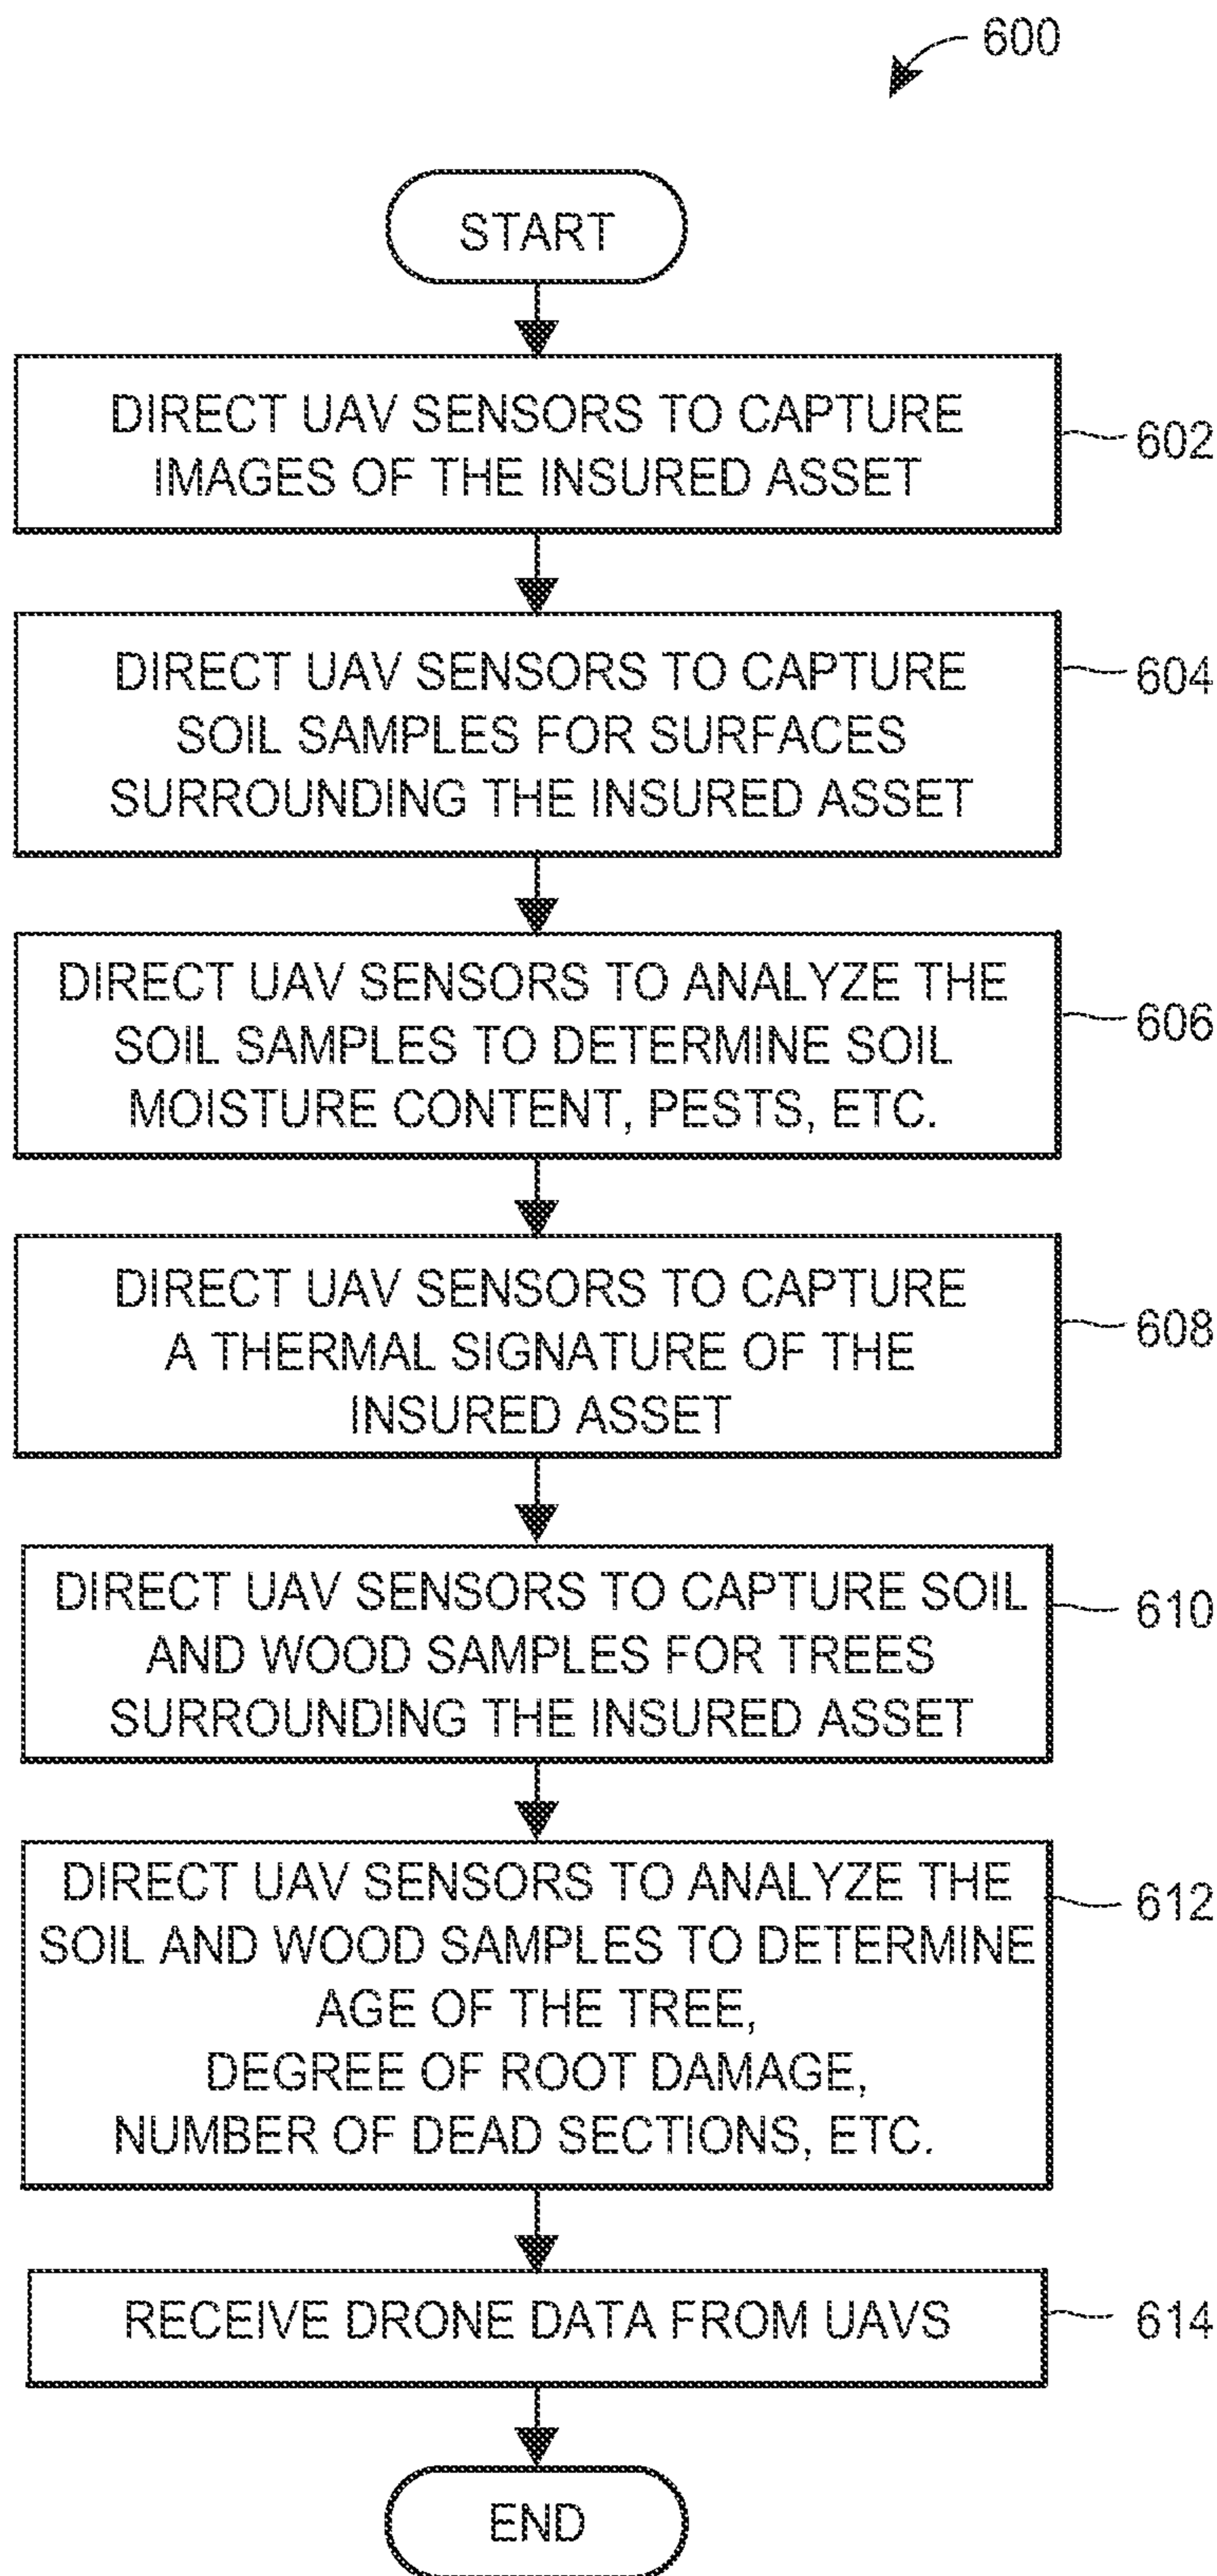 600
START
DIRECT UAV SENSORS TO CAPTURE
IMAGES OF THE INSURED ASSET
602
DIRECT UAV SENSORS TO CAPTURE
SOIL SAMPLES FOR SURFACES
SURROUNDING THE INSURED ASSET
604
DIRECT UAV SENSORS TO ANALYZE THE
SOIL SAMPLES TO DETERMINE SOIL
MOISTURE CONTENT, PESTS, ETC.
606
DIRECT UAV SENSORS TO CAPTURE
A THERMAL SIGNATURE OF THE
INSURED ASSET
608
DIRECT UAV SENSORS TO CAPTURE SOIL
AND WOOD SAMPLES FOR TREES
SURROUNDING THE INSURED ASSET
610
DIRECT UAV SENSORS TO ANALYZE THE
SOIL AND WOOD SAMPLES TO DETERMINE
AGE OF THE TREE,
DEGREE OF ROOT DAMAGE,
NUMBER OF DEAD SECTIONS, ETC.
612
RECEIVE DRONE DATA FROM UAVS
614
END